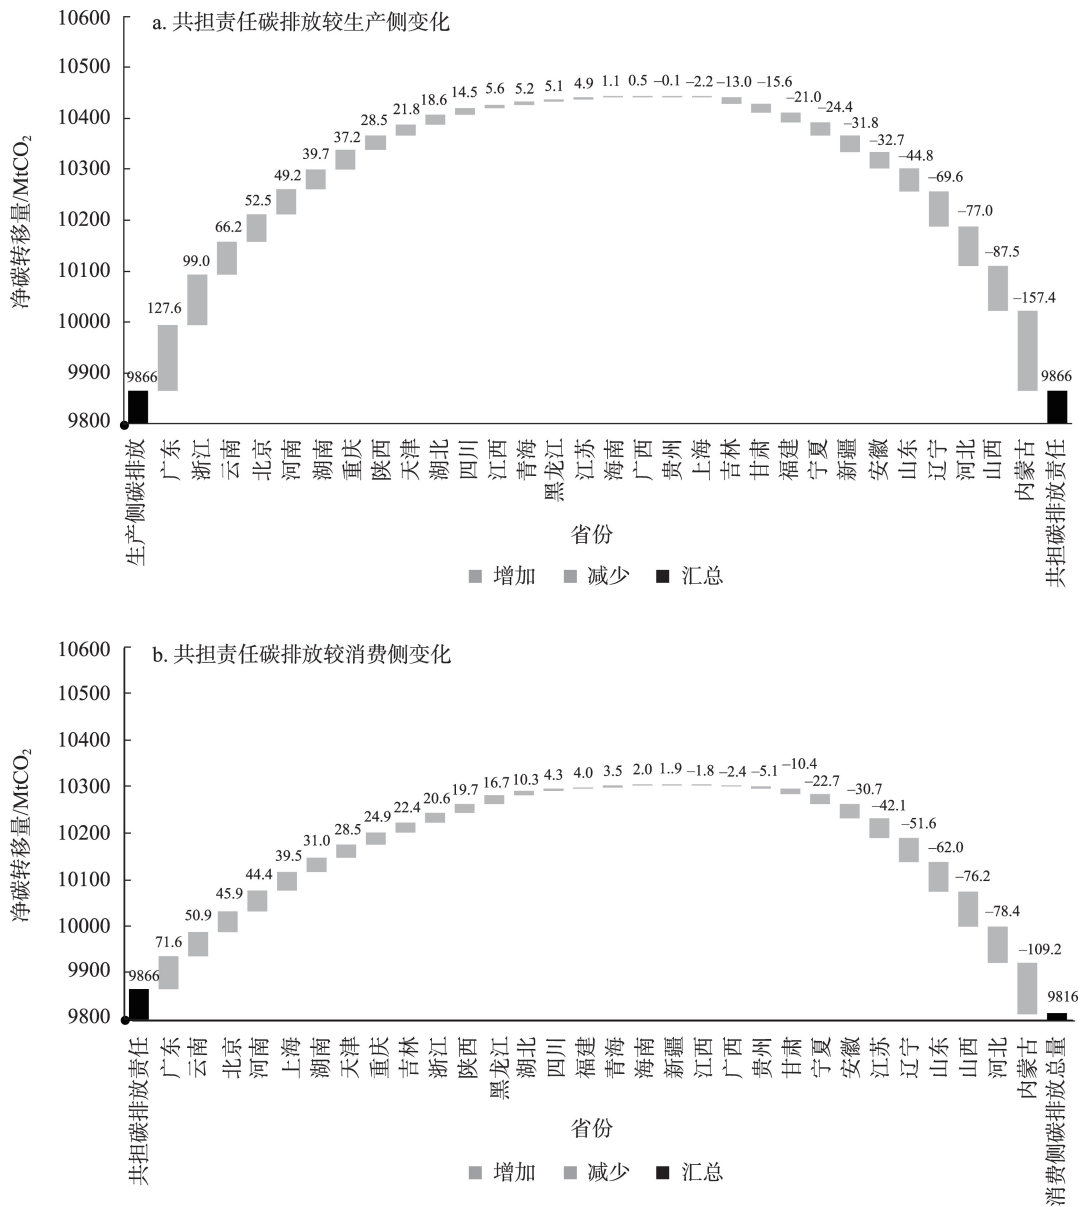 a. 共担责任碳排放较生产侧变化
净碳转移量/MtCO₂
10600
10500
10400
10300
10200
10100
10000
9900
9800
9866
127.6
99.0
66.2
52.5
49.2
39.7
37.2
28.5
21.8
18.6
14.5
5.6
5.2
5.1
4.9
1.1
0.5
–0.1
–2.2
–13.0
–15.6
–21.0
–24.4
–31.8
–32.7
–44.8
–69.6
–77.0
–87.5
–157.4
9866
生产侧碳排放
广东
浙江
云南
北京
河南
湖南
重庆
陕西
天津
湖北
四川
江西
青海
黑龙江
江苏
海南
广西
贵州
上海
吉林
甘肃
福建
宁夏
新疆
安徽
山东
辽宁
河北
山西
内蒙古
共担碳排放责任
省份
增加 减少 汇总
b. 共担责任碳排放较消费侧变化
净碳转移量/MtCO₂
10600
10500
10400
10300
10200
10100
10000
9900
9800
9866
71.6
50.9
45.9
44.4
39.5
31.0
28.5
24.9
22.4
20.6
19.7
16.7
10.3
4.3
4.0
3.5
2.0
1..9
–1.8
–2.4
–5.1
–10.4
–22.7
–30.7
–42.1
–51.6
–62.0
–76.2
–78.4
–109.2
9816
共担碳排放责任
广东
云南
北京
河南
上海
湖南
天津
重庆
吉林
浙江
陕西
黑龙江
湖北
四川
福建
青海
海南
新疆
江西
广西
贵州
甘肃
宁夏
安徽
江苏
辽宁
山东
山西
河北
内蒙古
消费侧碳排放总量
省份
增加 减少 汇总